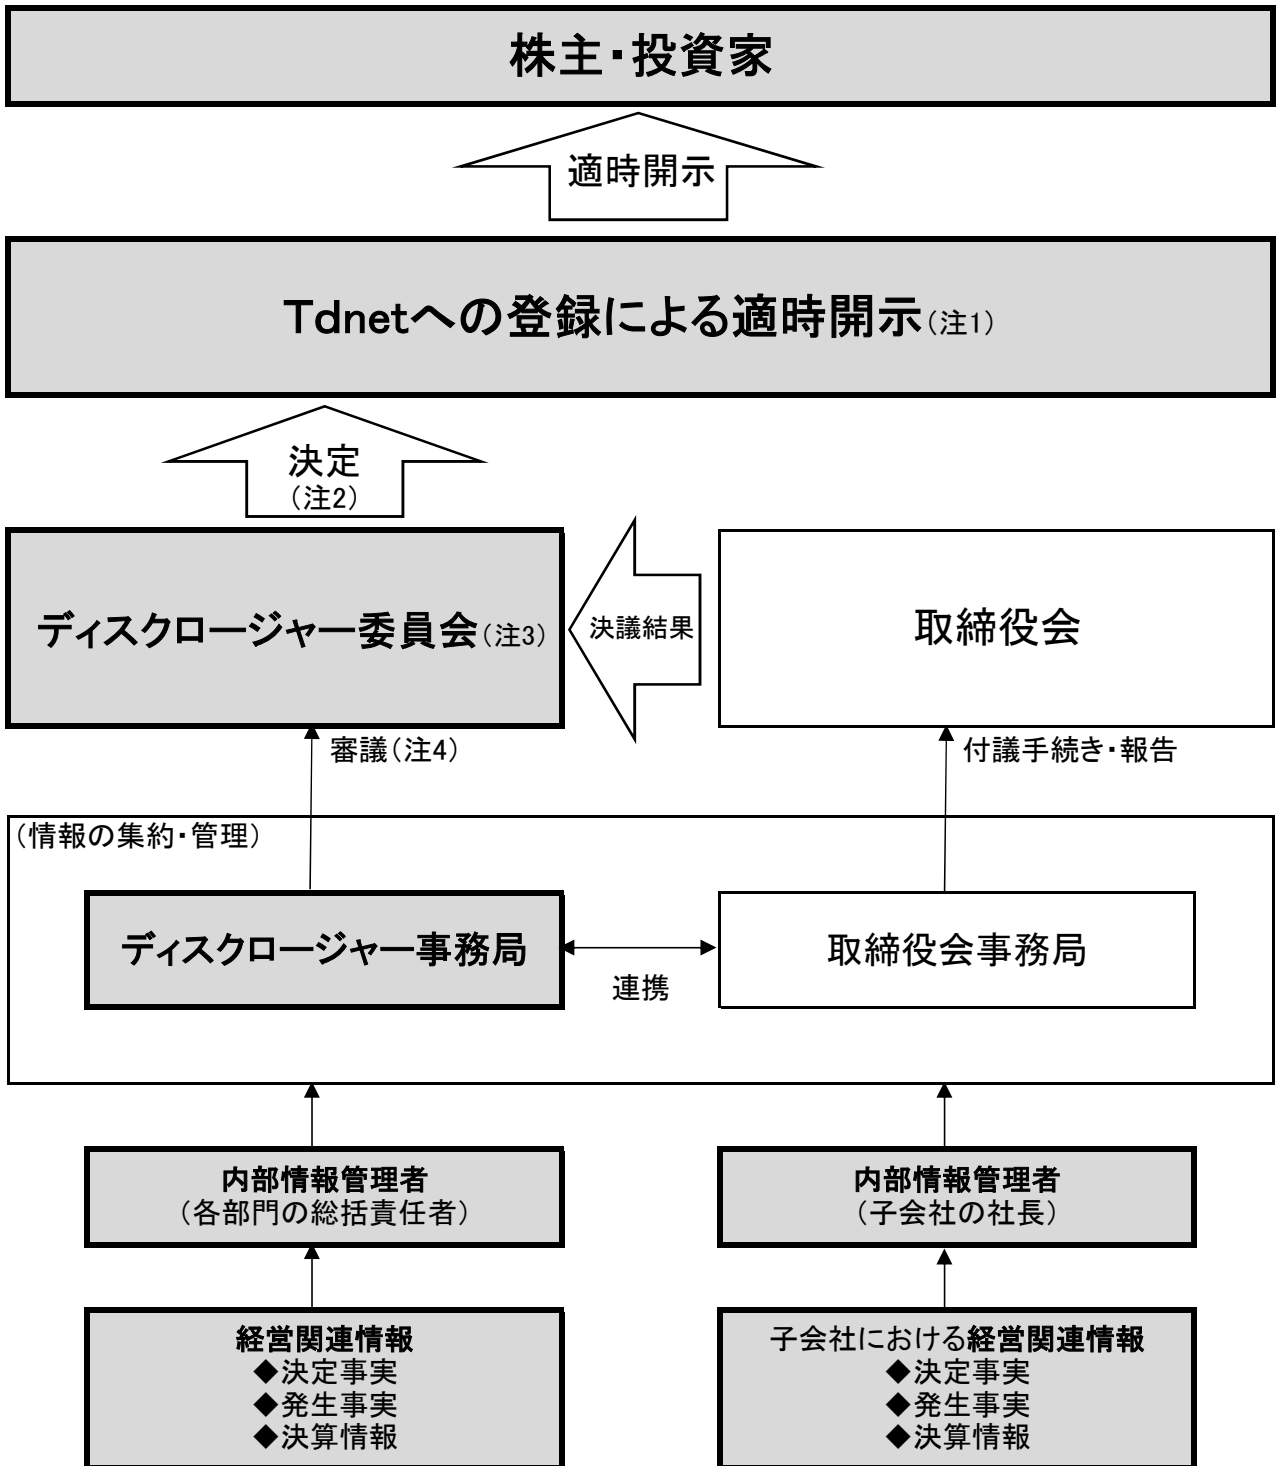 株主・投資家
適時開示
Tdnetへの登録による適時開示(注1)
決定
(注2)
ディスクロージャー委員会(注3)
決議結果
取締役会
審議(注4)
付議手続き・報告
(情報の集約・管理)
ディスクロージャー事務局
連携
取締役会事務局
内部情報管理者
(各部門の総括責任者)
内部情報管理者
(子会社の社長)
経営関連情報
◆決定事実
◆発生事実
◆決算情報
子会社における経営関連情報
◆決定事実
◆発生事実
◆決算情報